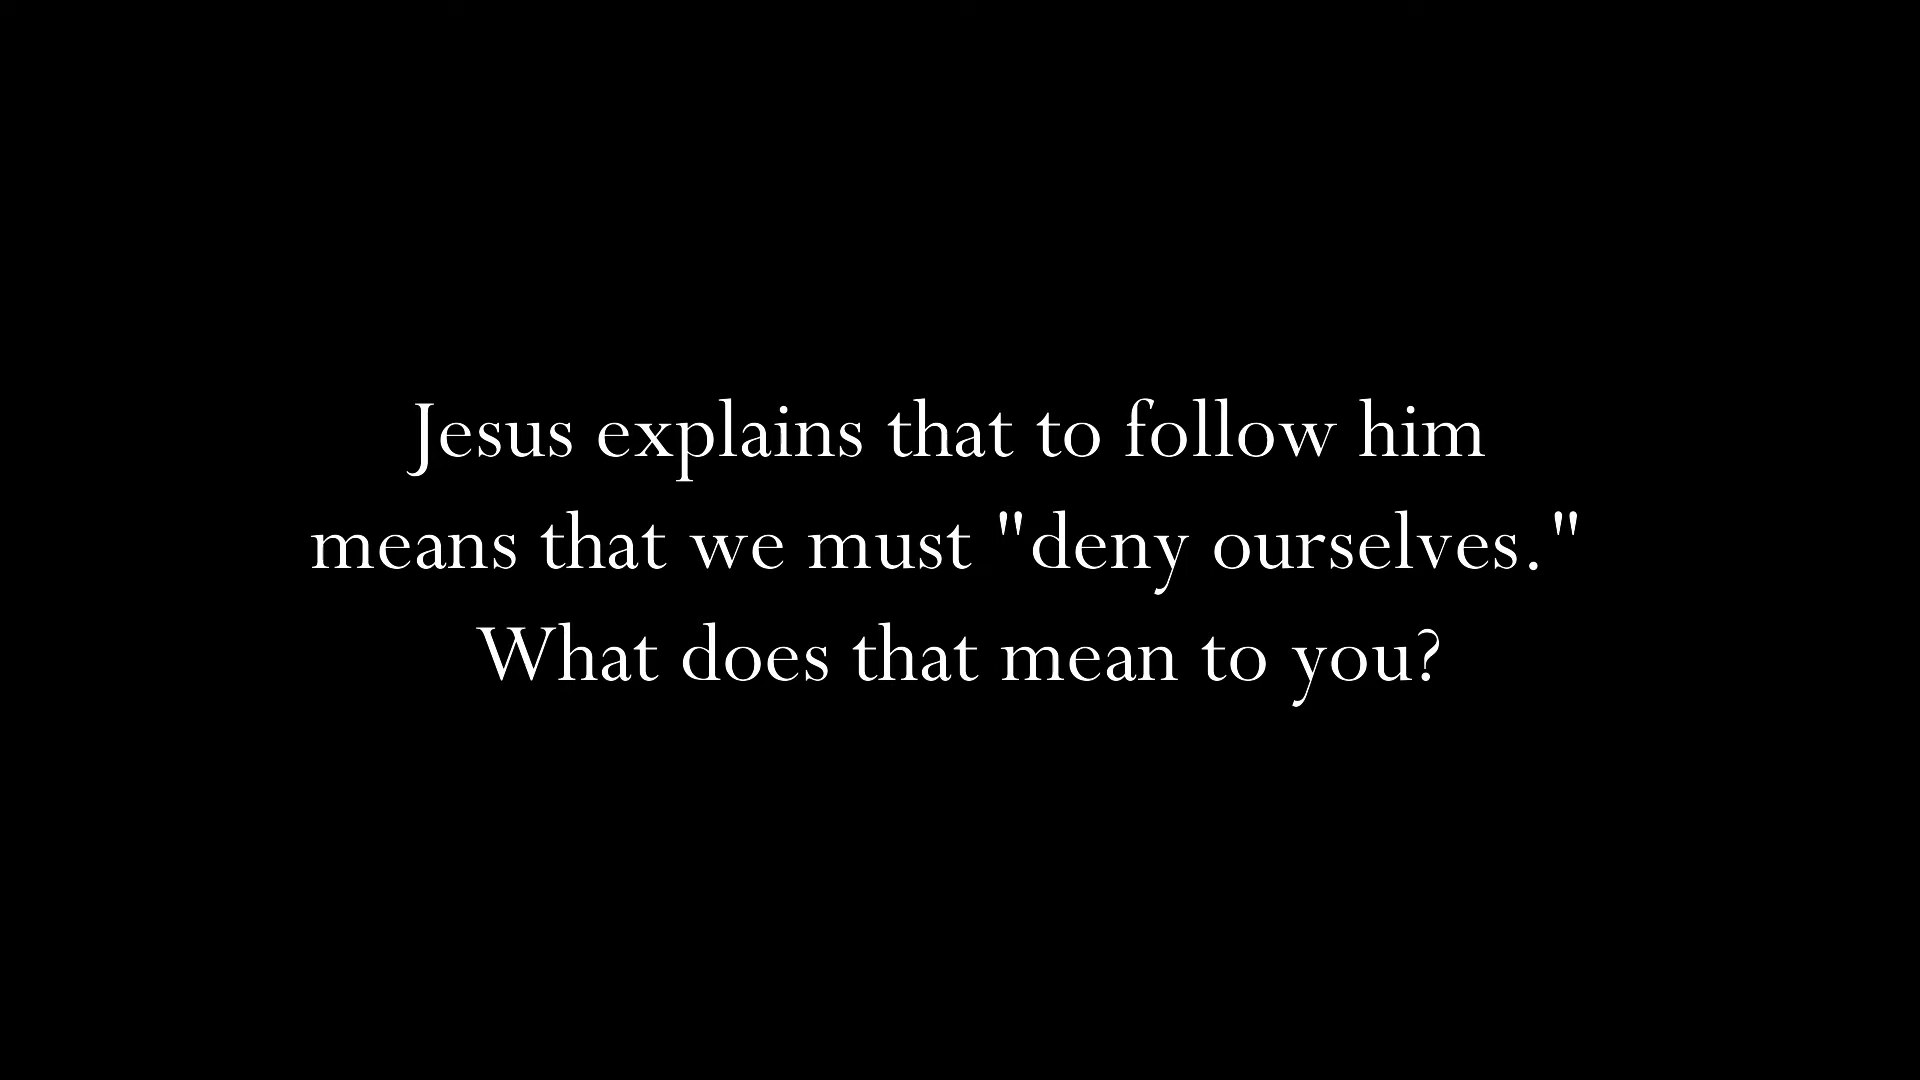 Jesus explains that to follow him
means that we must "deny ourselves."
What does that mean to you?